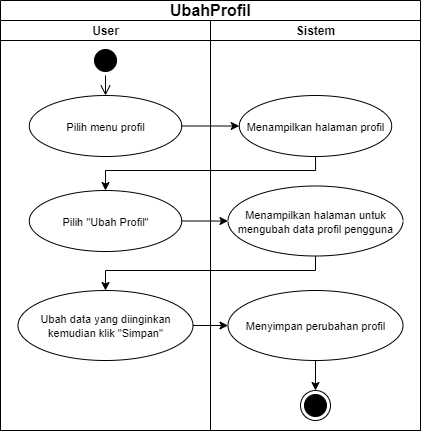 UbahProfil
User
Sistem
Pilih menu profil
Menampilkan halaman profil
Pilih "Ubah Profil"
Menampilkan halaman untuk
mengubah data profil pengguna
Ubah data yang diinginkan
kemudian klik "Simpan"
Menyimpan perubahan profil